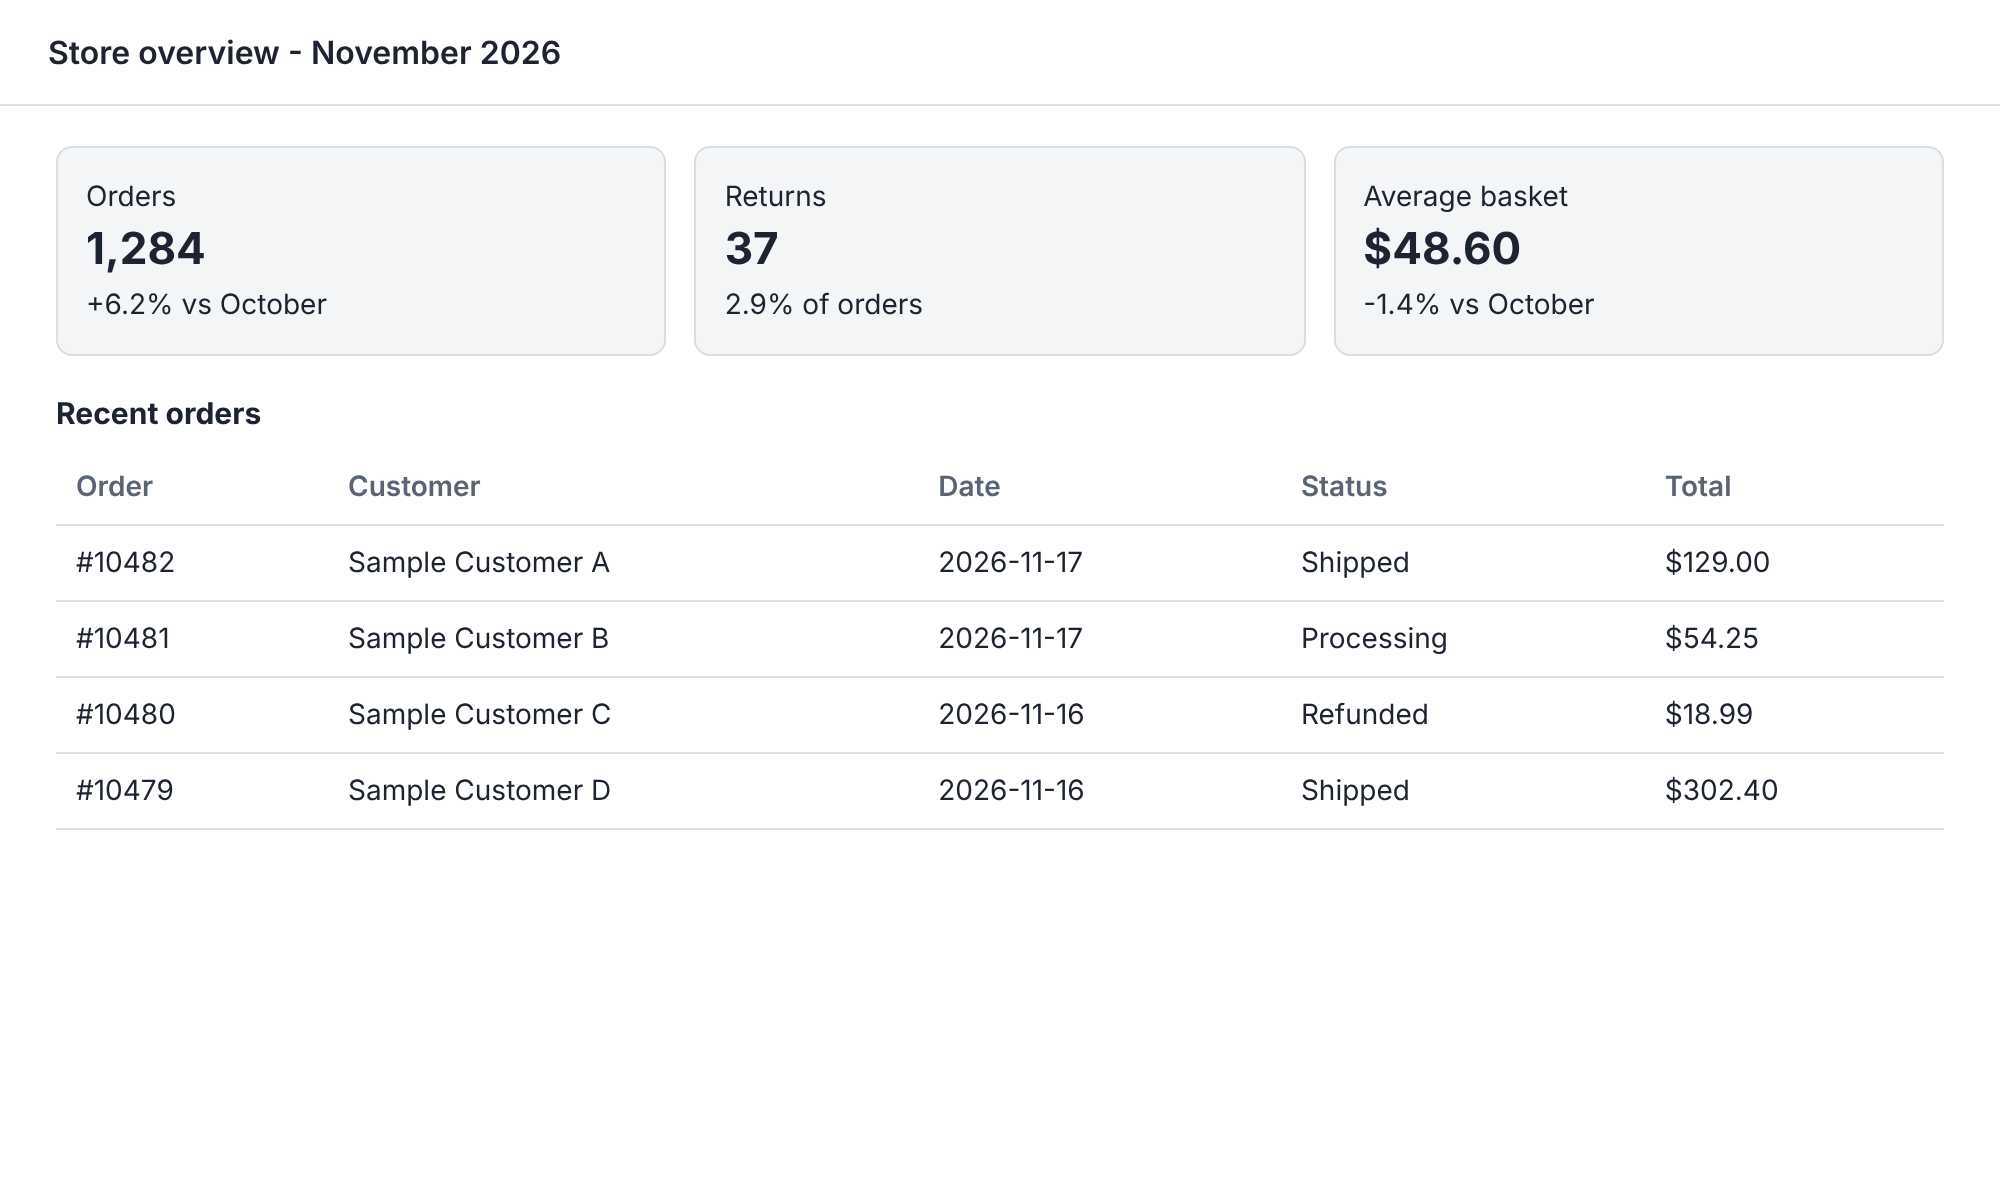 Store overview - November 2026
Orders
1,284
+6.2% vs October
Returns
37
2.9% of orders
Average basket
$48.60
-1.4% vs October
Recent orders
Order Customer Date Status Total
#10482 Sample Customer A 2026-11-17 Shipped $129.00
#10481 Sample Customer B 2026-11-17 Processing $54.25
#10480 Sample Customer C 2026-11-16 Refunded $18.99
#10479 Sample Customer D 2026-11-16 Shipped $302.40